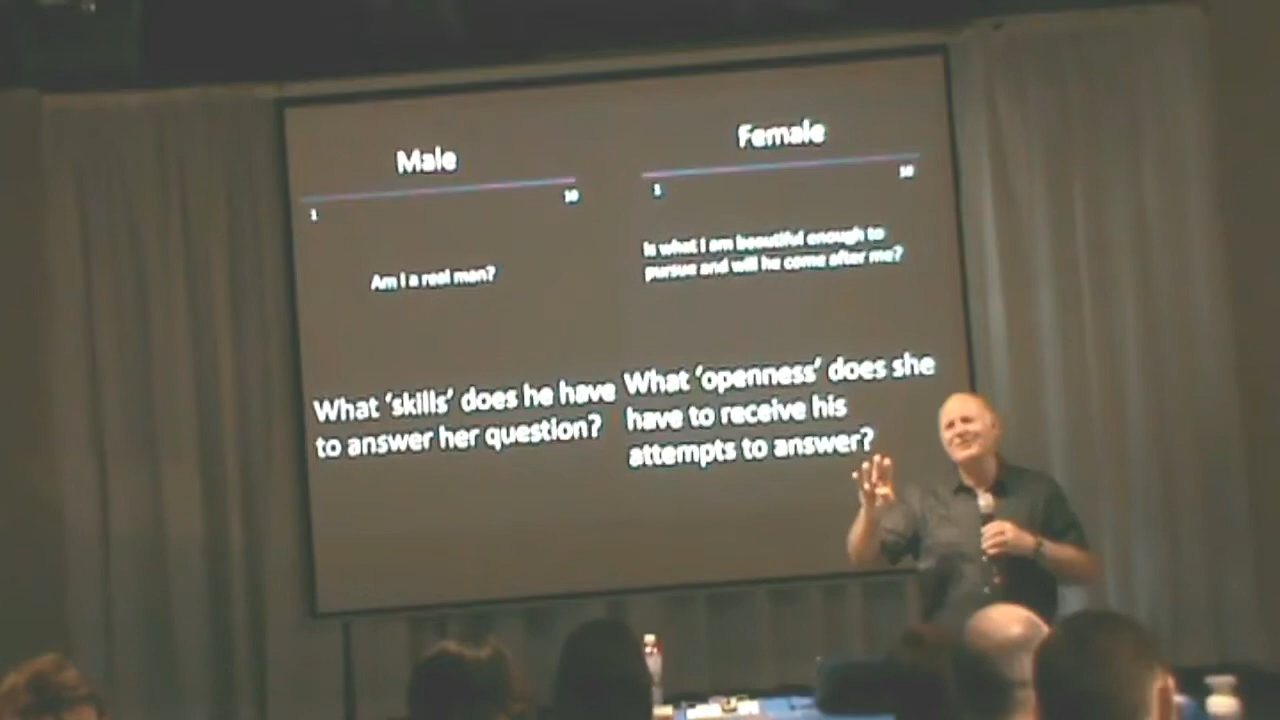 Male
1 10
Am I a real man?
What ‘skills’ does he have
to answer her question?
Female
1 10
Is what I am beautiful enough to
pursue and will he come after me?
What ‘openness’ does she
have to receive his
attempts to answer?